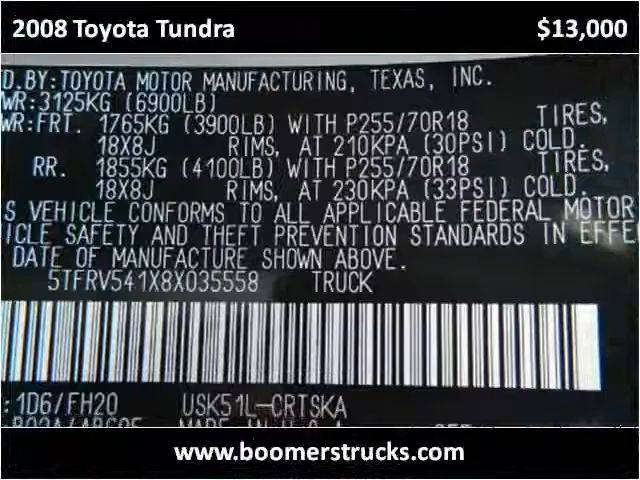 2008 Toyota Tundra $13,000
D.BY:TOYOTA MOTOR MANUFACTURING, TEXAS, INC.
WR:3125KG (6900LB)
WR:FRT. 1765KG (3900LB) WITH P255/70R18 TIRES,
18X8J RIMS, AT 210KPA (30PSI) COLD.
RR. 1855KG (4100LB) WITH P255/70R18 TIRES,
18X8J RIMS, AT 230KPA (33PSI) COLD.
S VEHICLE CONFORMS TO ALL APPLICABLE FEDERAL MOTOR
ICLE SAFETY AND THEFT PREVENTION STANDARDS IN EFFE
DATE OF MANUFACTURE SHOWN ABOVE.
5TFRV541X8X035558 TRUCK
:1D6/FH20 USK51L-CRTSKA
MADE IN U.S.A.
www.boomerstrucks.com